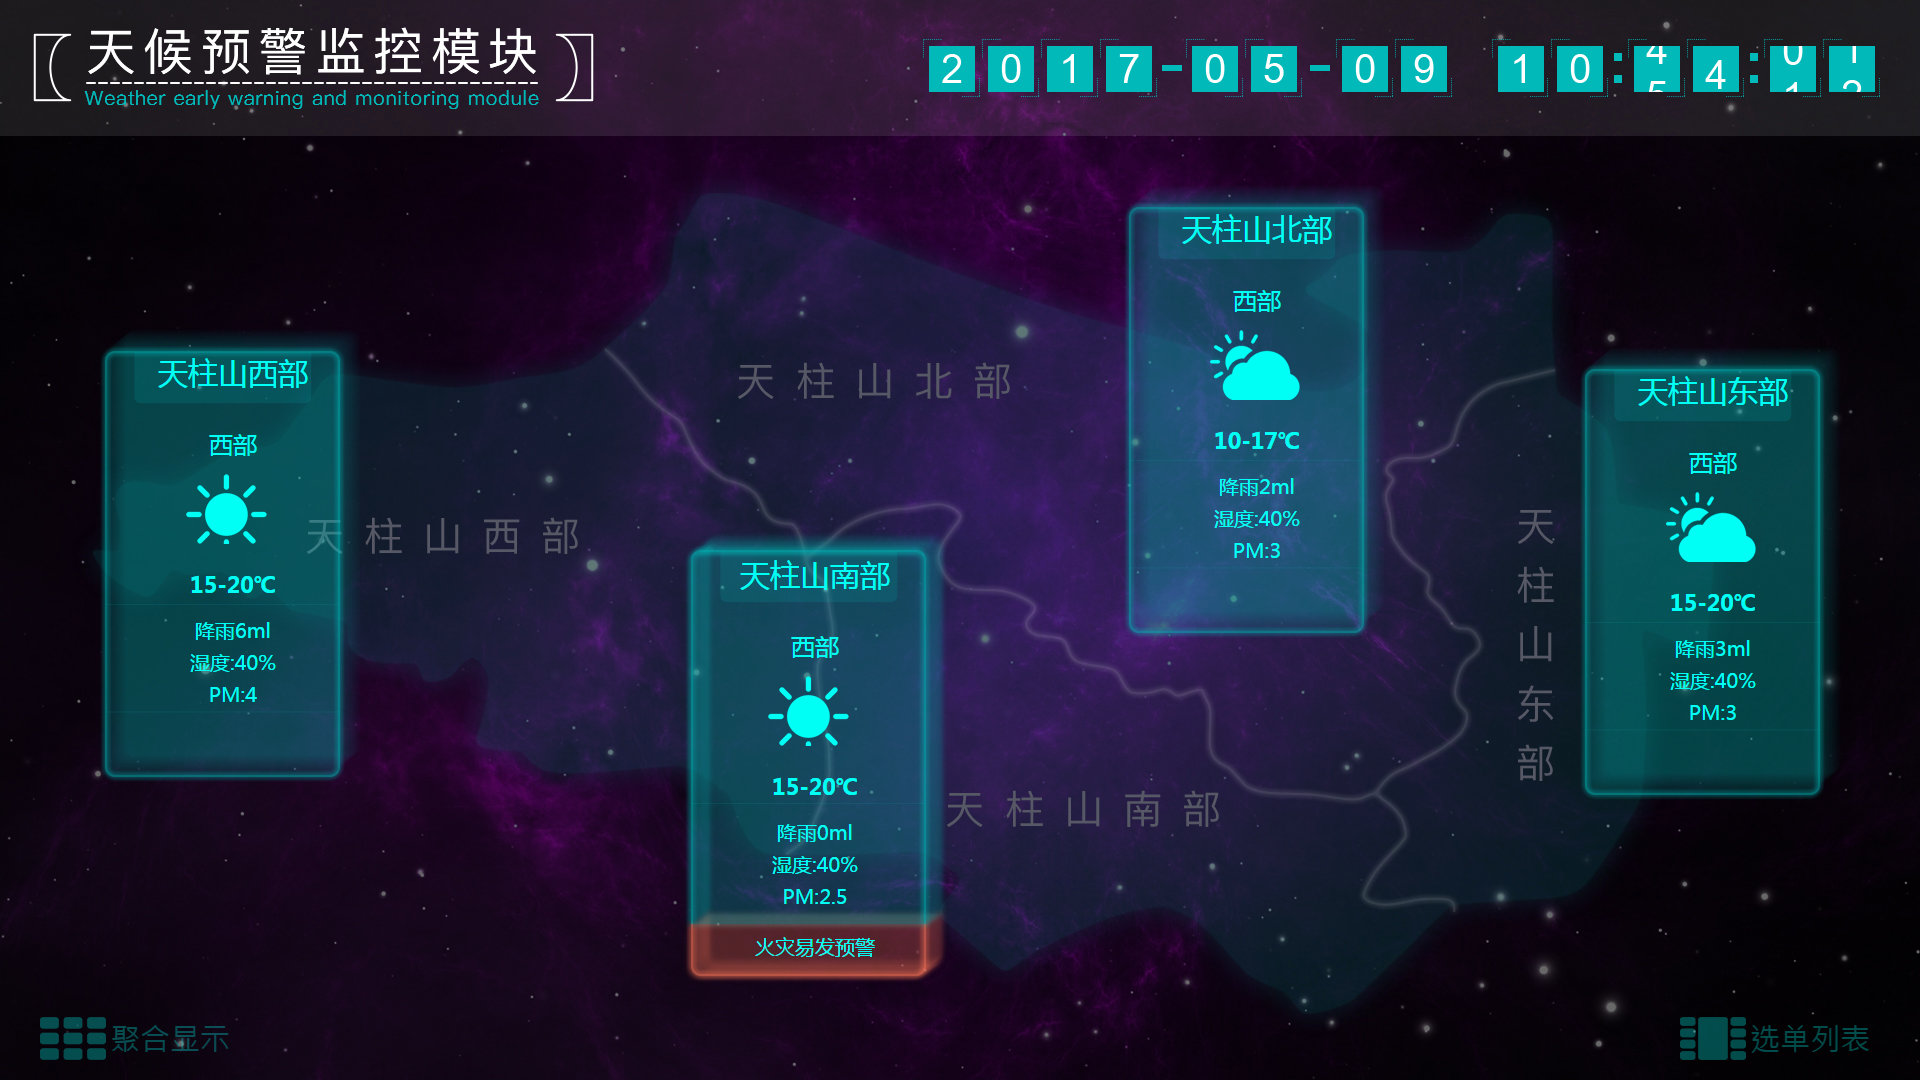 天候预警监控模块
Weather early warning and monitoring module
2017-05-09
天柱山西部
西部
15-20℃
降雨6ml
湿度:40%
PM:4
天柱山南部
西部
15-20℃
降雨0ml
湿度:40%
PM:2.5
火灾易发预警
天柱山北部
西部
10-17℃
降雨2ml
湿度:40%
PM:3
天柱山东部
西部
15-20℃
降雨3ml
湿度:40%
PM:3
天柱山北部
天柱山西部
天柱山南部
天柱山东部
聚合显示
选单列表